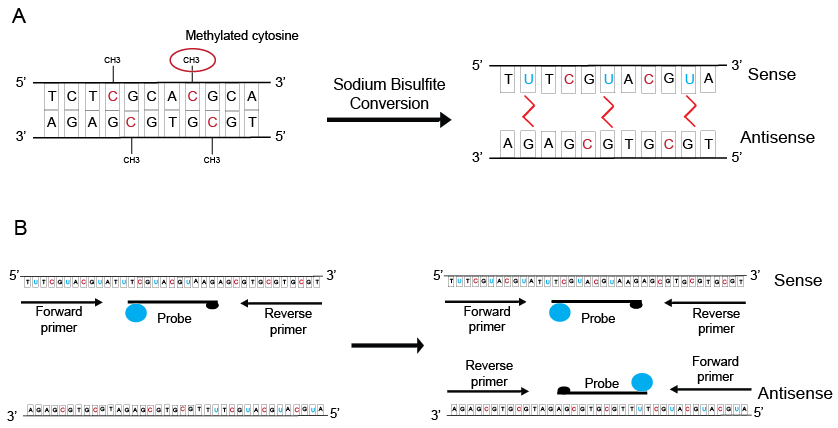 A
Methylated cytosine
CH3 CH3
5’ 3’
T C T C G C A C G C A
A G A G C G T G C G T
3’ 5’
CH3 CH3
Sodium Bisulfite
Conversion
5’ 3’
T U T C G U A C G U A
Sense
Antisense
A G A G C G T G C G T
3’ 5’
B
5’ 3’
T U T C G U A C G U A T U T C G U A C G U A A G A G C G T G C G T G C G T
Forward
primer
Probe
Reverse
primer
A G A G C G T G C G T A G A G C G T G C G T T U T C G U A C G U A C G U A
3’ 5’
5’ 3’
T U T C G U A C G U A T U T C G U A C G U A A G A G C G T G C G T G C G T
Sense
Forward
primer
Probe
Reverse
primer
Reverse
primer
Probe
Forward
primer
Antisense
A G A G C G T G C G T A G A G C G T G C G T T U T C G U A C G U A C G U A
3’ 5’